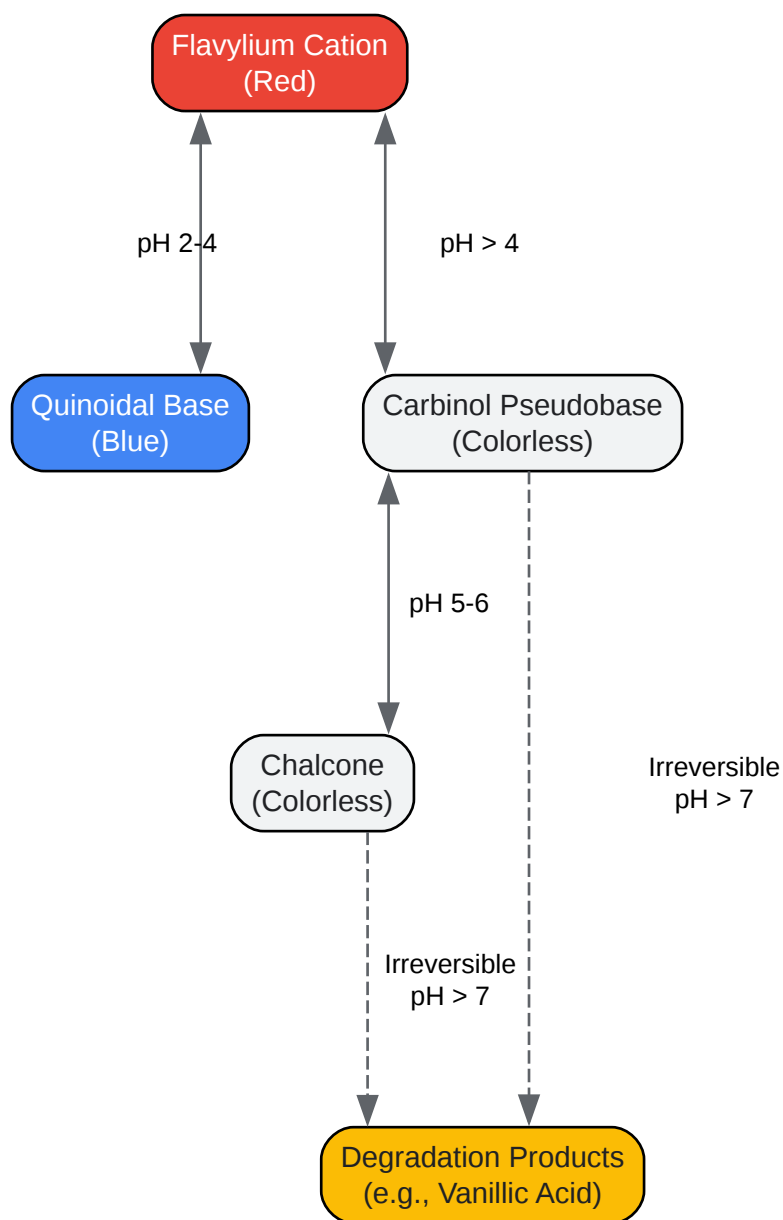 Flavylium Cation
(Red)
pH 2-4
pH > 4
Quinoidal Base
(Blue)
Carbinol Pseudobase
(Colorless)
pH 5-6
Chalcone
(Colorless)
Irreversible
pH > 7
Irreversible
pH > 7
Degradation Products
(e.g., Vanillic Acid)